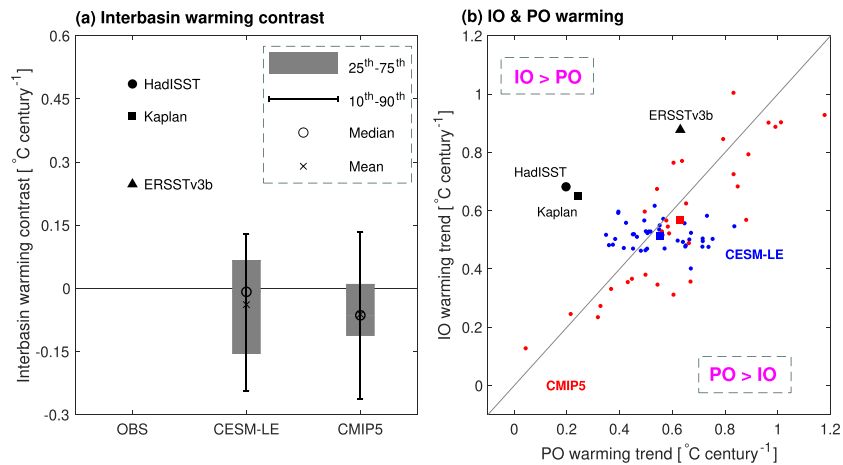 (a) Interbasin warming contrast
Interbasin warming contrast [ °C century⁻¹ ]
0.6
0.45
0.3
0.15
0
-0.15
-0.3
HadISST
Kaplan
ERSSTv3b
25th-75th
10th-90th
Median
Mean
OBS
CESM-LE
CMIP5
(b) IO & PO warming
IO warming trend [ °C century⁻¹ ]
1.2
1
0.8
0.6
0.4
0.2
0
IO > PO
ERSSTv3b
HadISST
Kaplan
CESM-LE
PO > IO
CMIP5
0
0.2
0.4
0.6
0.8
1
1.2
PO warming trend [ °C century⁻¹ ]